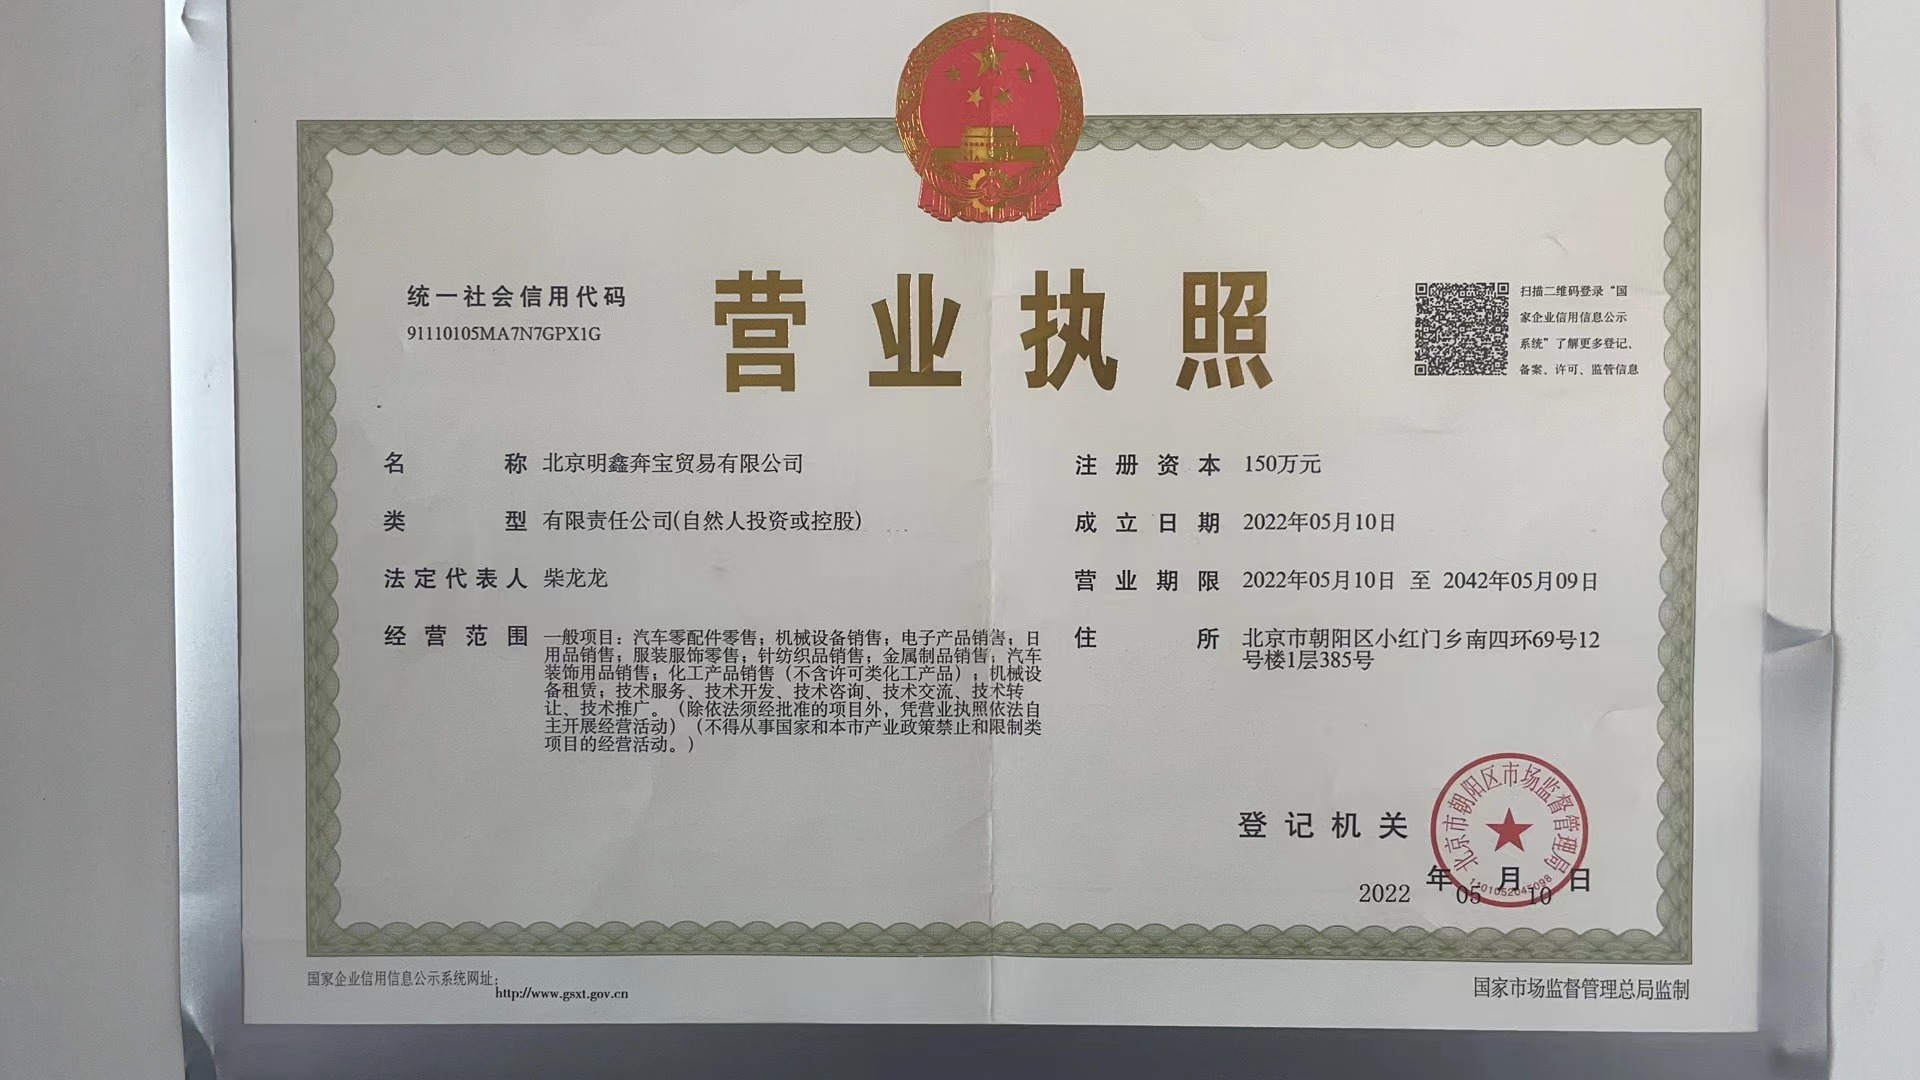 营业执照
统一社会信用代码
91110105MA7N7GPX1G
扫描二维码登录“国
家企业信用信息公示
系统”了解更多登记、
备案、许可、监管信息
名称 北京明鑫奔宝贸易有限公司
类型 有限责任公司(自然人投资或控股)
法定代表人 柴龙龙
经营范围 一般项目：汽车零配件零售；机械设备销售；电子产品销售；日
用品销售；服装服饰零售；针纺织品销售；金属制品销售；汽车
装饰用品销售；化工产品销售（不含许可类化工产品）；机械设
备租赁；技术服务、技术开发、技术咨询、技术交流、技术转
让、技术推广。（除依法须经批准的项目外，凭营业执照依法自
主开展经营活动）（不得从事国家和本市产业政策禁止和限制类
项目的经营活动。）
注册资本 150万元
成立日期 2022年05月10日
营业期限 2022年05月10日 至 2042年05月09日
住所 北京市朝阳区小红门乡南四环69号12
号楼1层385号
登记机关
北京市朝阳区市场监督管理局
1101052045098
2022年05月10日
国家企业信用信息公示系统网址：
http://www.gsxt.gov.cn
国家市场监督管理总局监制